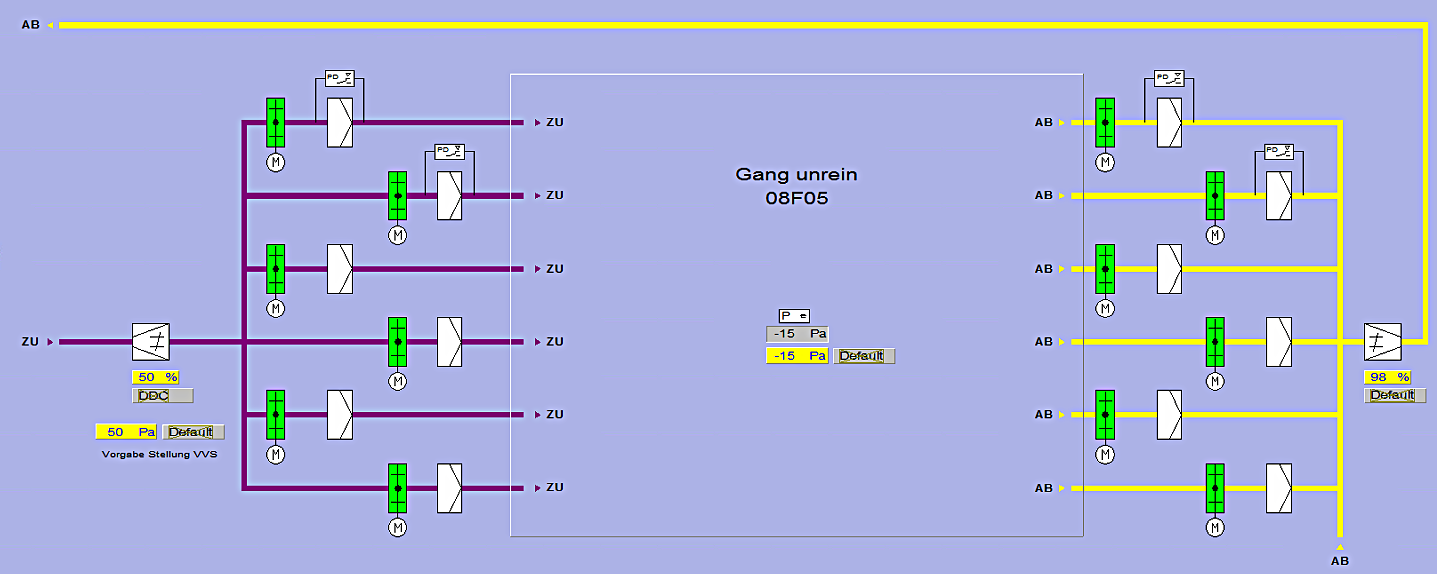 AB
PD
PD
ZU
AB
M
M
PD
PD
Gang unrein
08F05
ZU
AB
M
M
ZU
AB
M
M
P e
-15 Pa
-15 Pa Default
ZU
ZU
AB
M
M
50 %
DDC
98 %
Default
50 Pa Default
Vorgabe Stellung VVS
ZU
AB
M
M
ZU
AB
M
M
AB